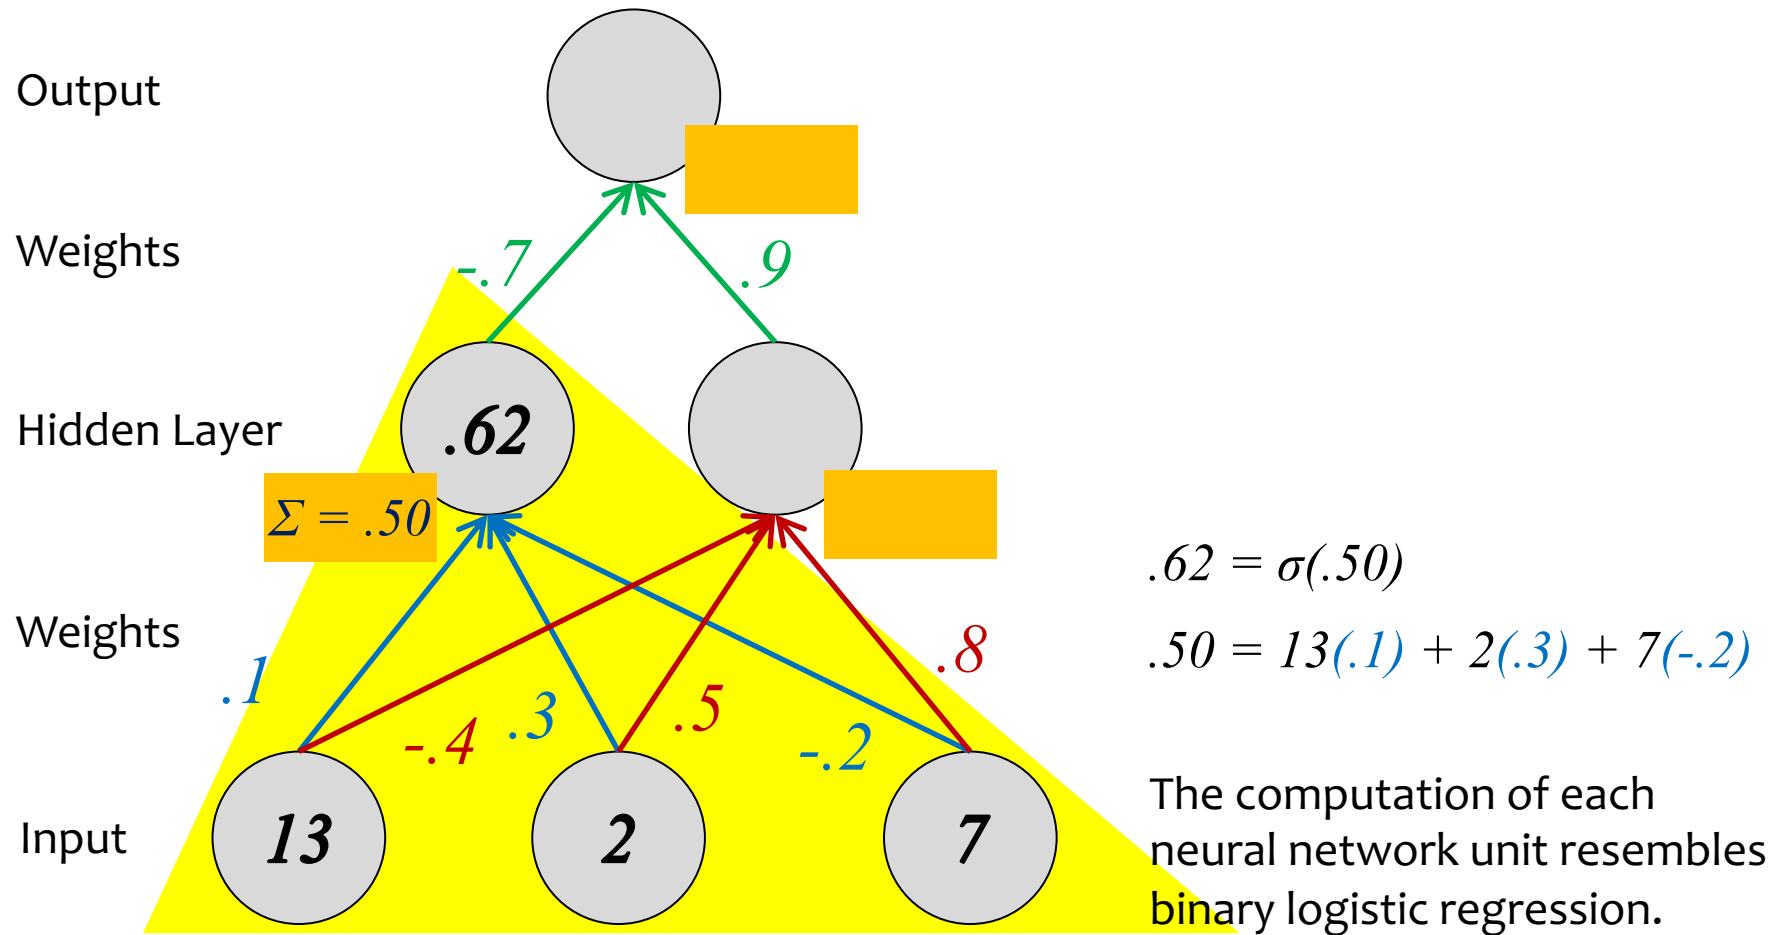 Output
Weights
-.7
.9
Hidden Layer
.62
Σ = .50
.62 = σ(.50)
.50 = 13(.1) + 2(.3) + 7(-.2)
Weights
.1
-.4
.3
.5
-.2
.8
Input
13
2
7
The computation of each
neural network unit resembles
binary logistic regression.